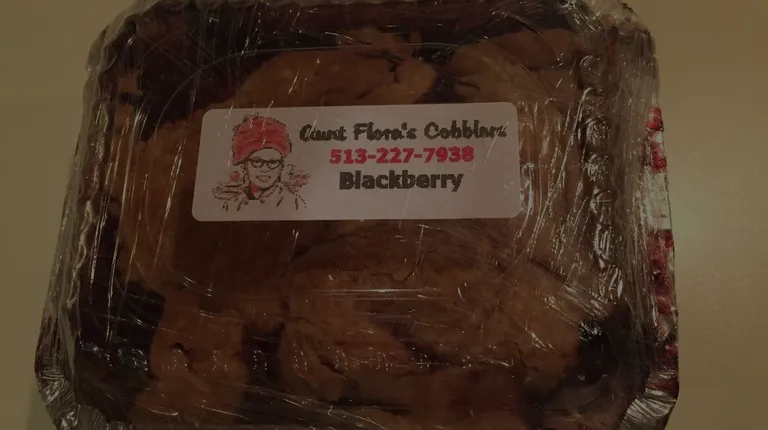 Aunt Flora's Cobblers
513-227-7938
Blackberry